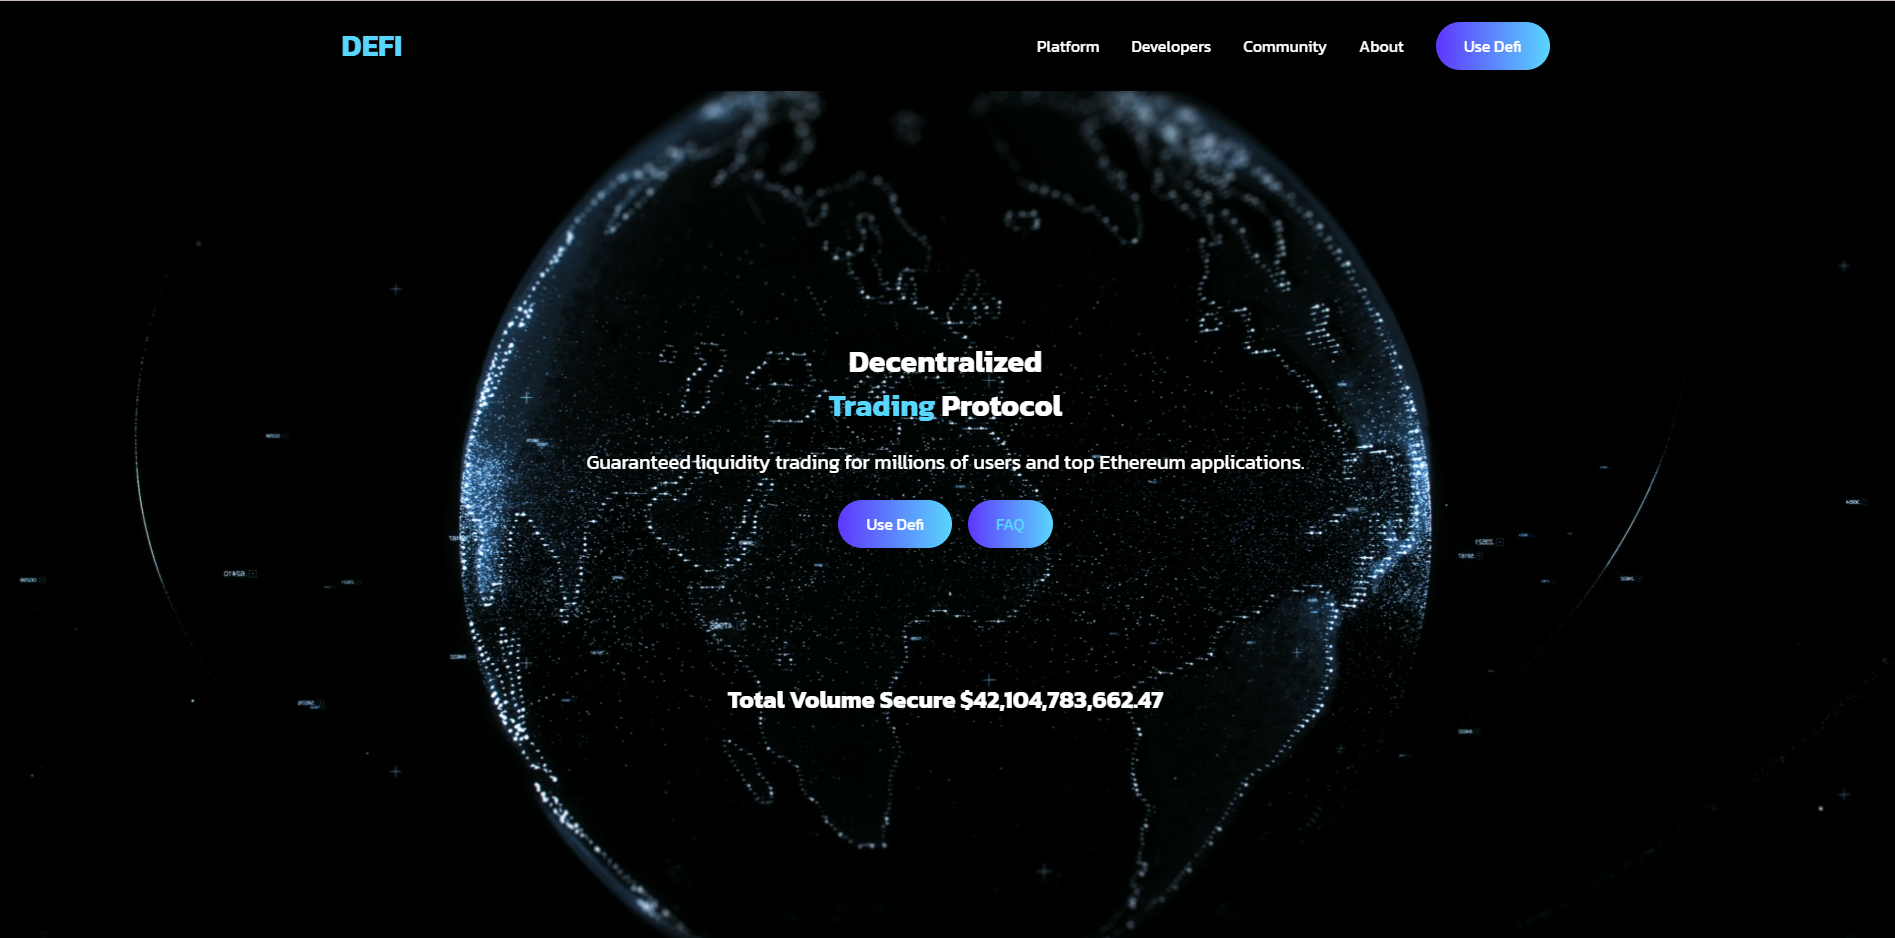 DEFI
Platform Developers Community About Use Defi
Decentralized
Trading Protocol
Guaranteed liquidity trading for millions of users and top Ethereum applications.
Use Defi FAQ
Total Volume Secure $42,104,783,662.47